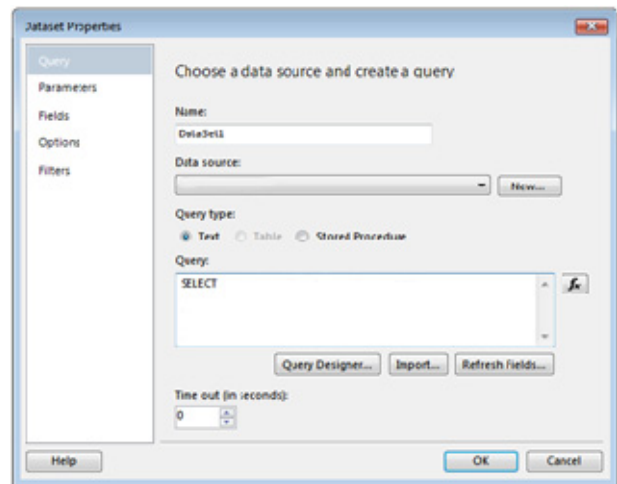 Dataset Properties
Query
Parameters
Fields
Options
Filters
Choose a data source and create a query
Name:
DataSet1
Data source:
New...
Query type:
Text Table Stored Procedure
Query:
SELECT
fx
Query Designer... Import... Refresh Fields...
Time out (in seconds):
0
Help OK Cancel